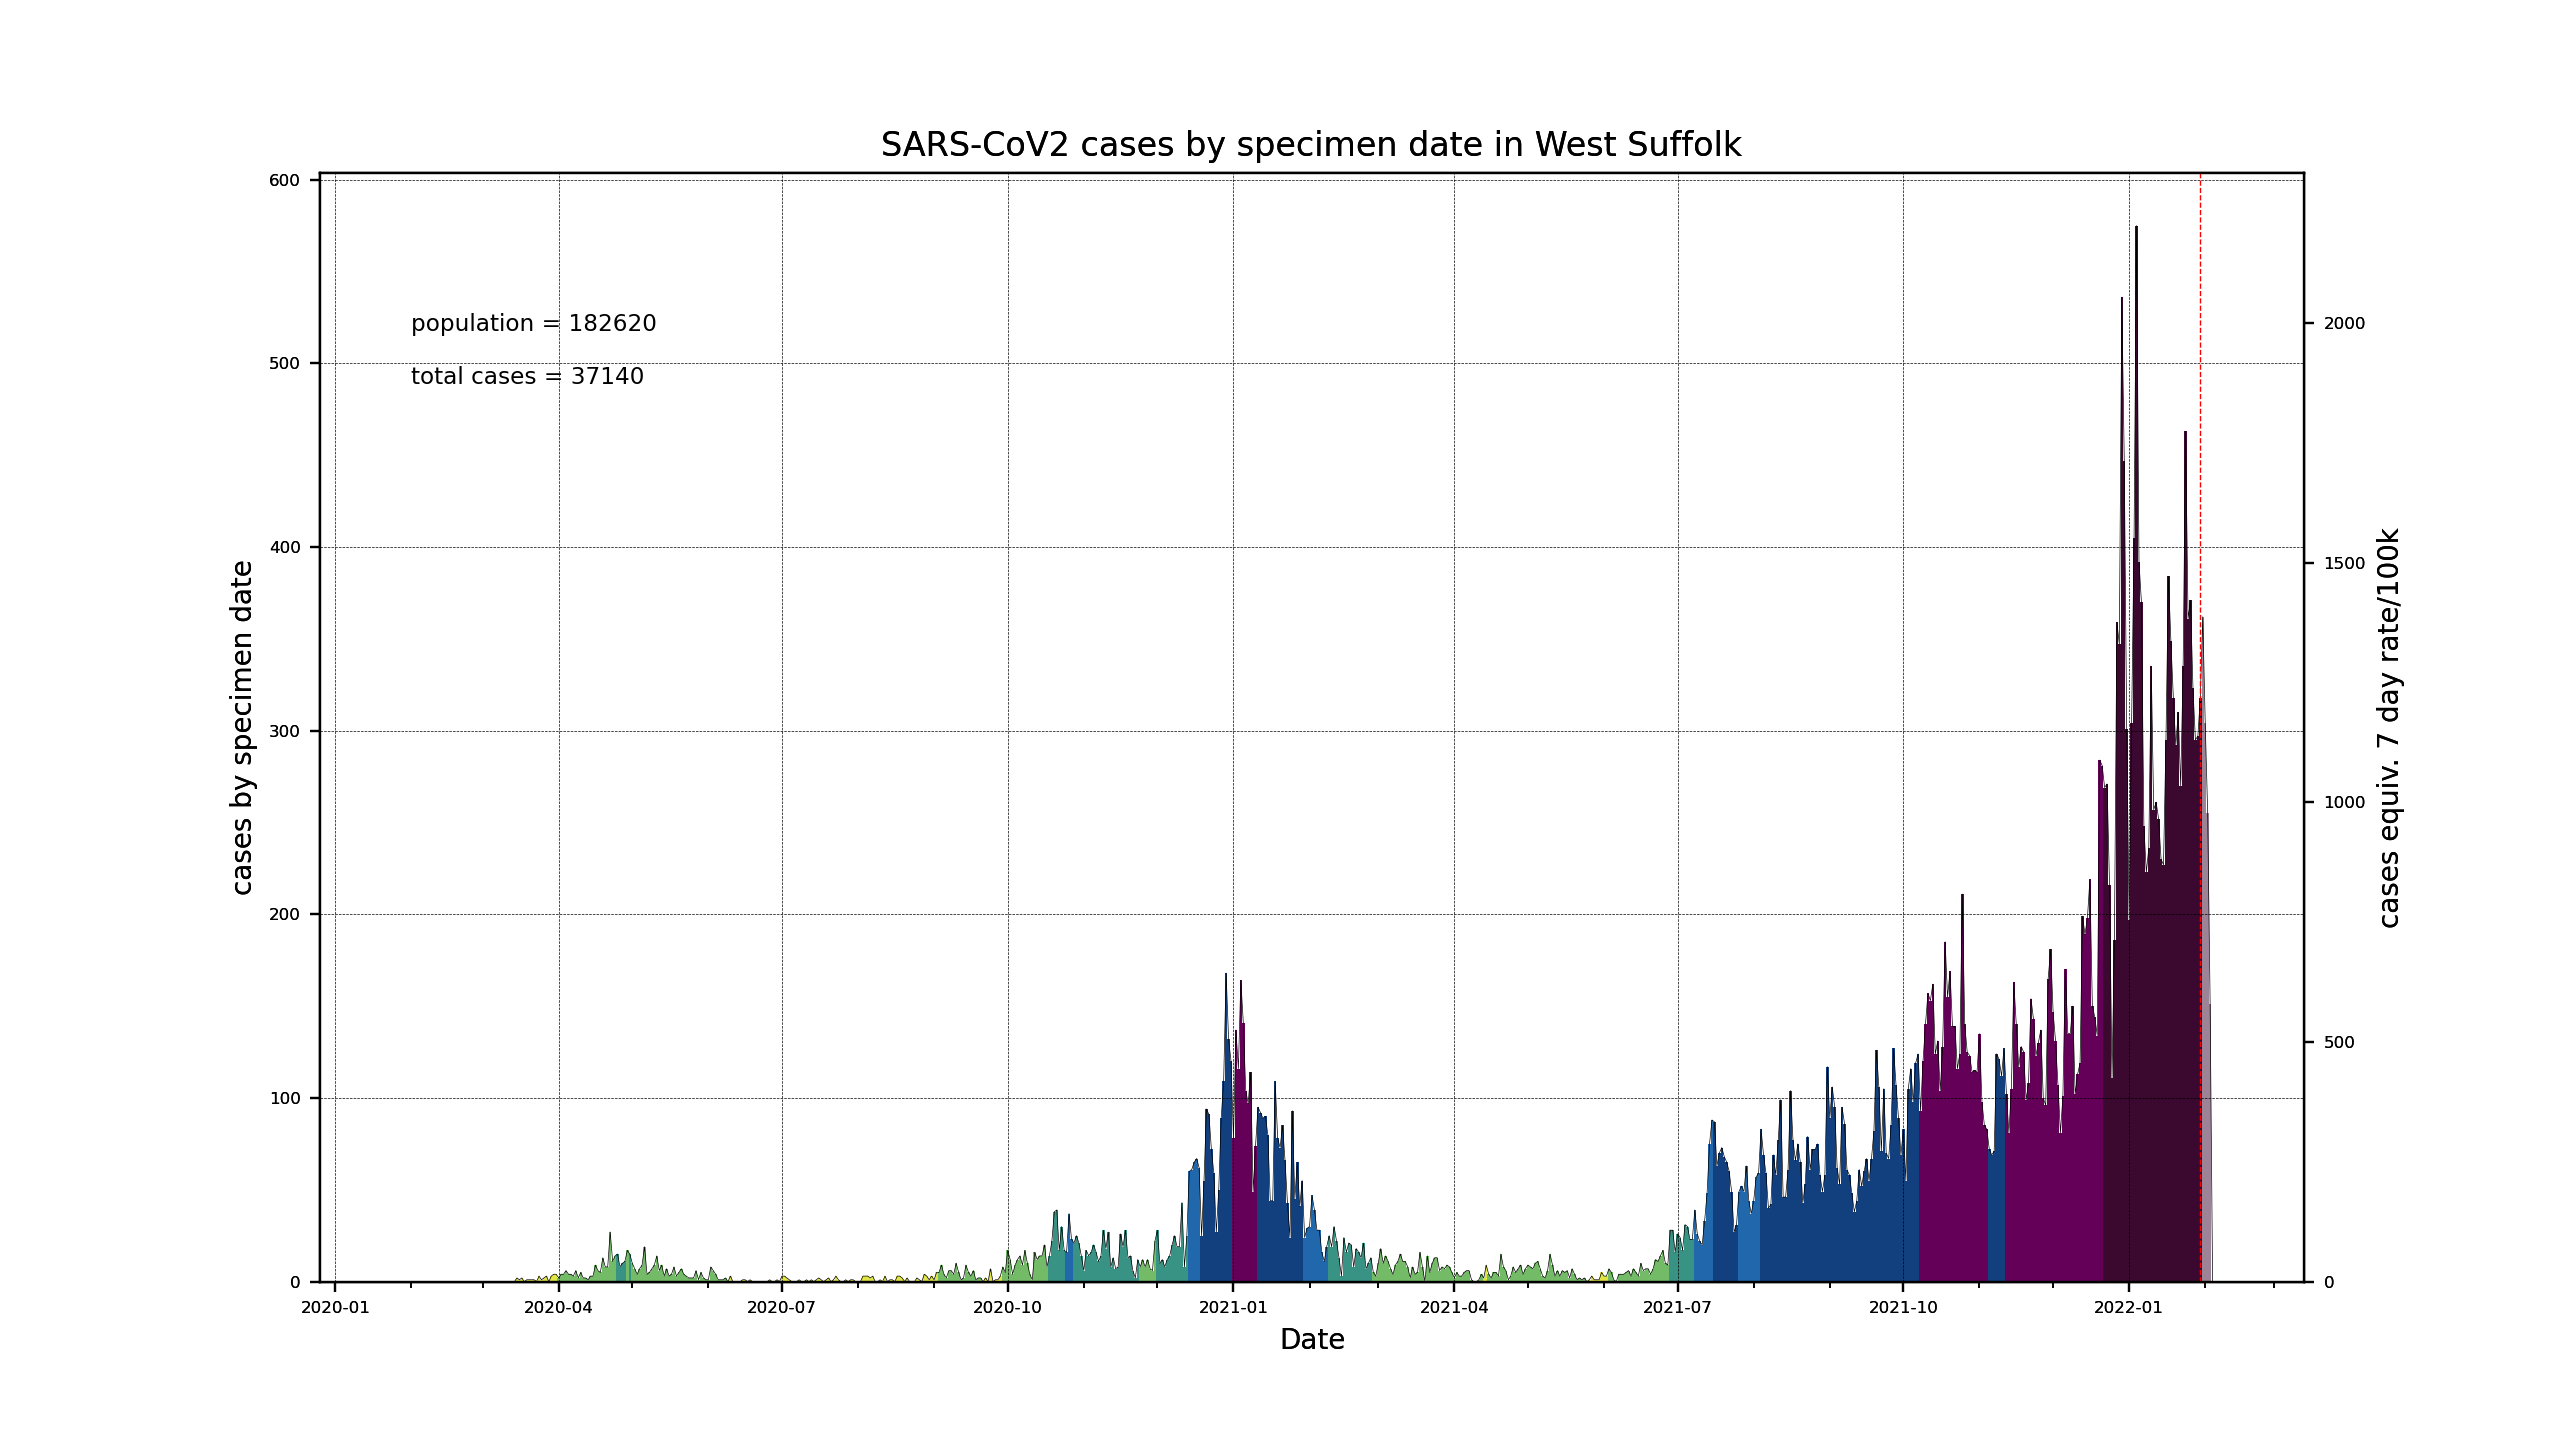 SARS-CoV2 cases by specimen date in West Suffolk
population = 182620
total cases = 37140
cases by specimen date
600
500
400
300
200
100
0
cases equiv. 7 day rate/100k
2000
1500
1000
500
0
2020-01 2020-04 2020-07 2020-10 2021-01 2021-04 2021-07 2021-10 2022-01
Date